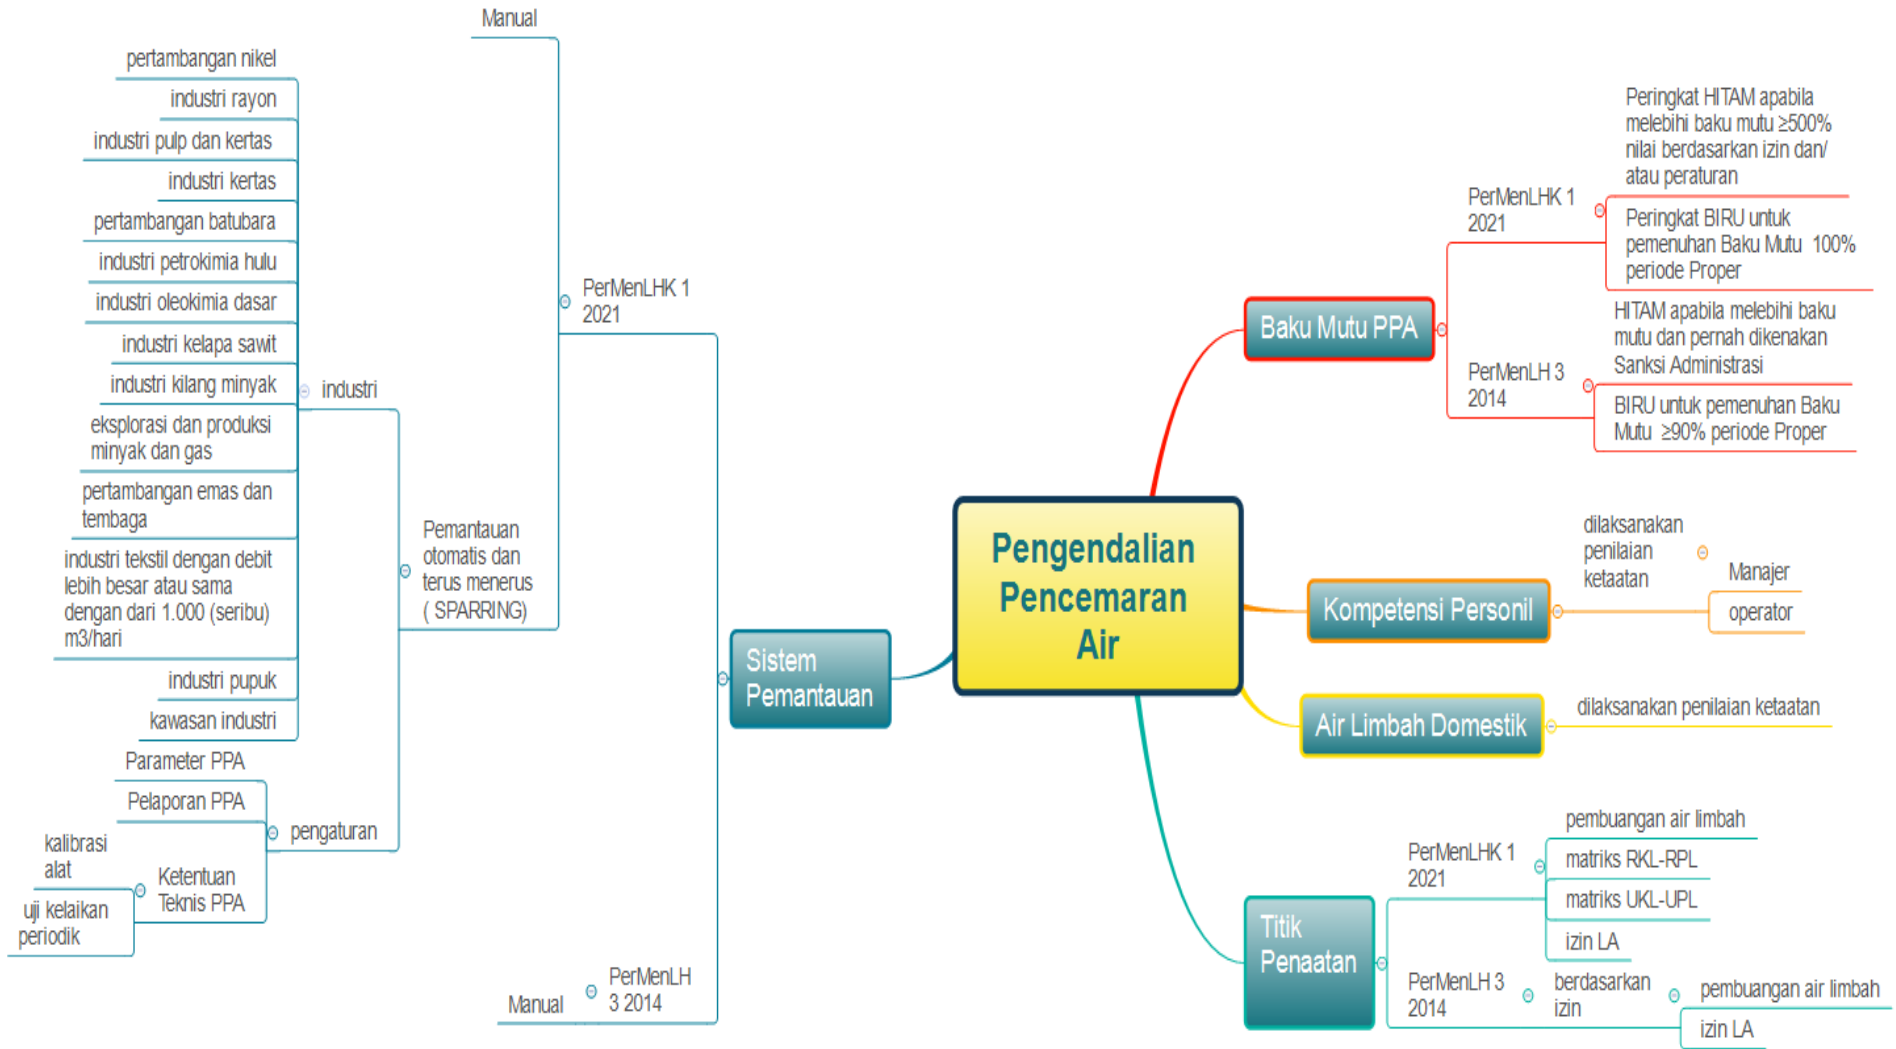 Pengendalian
Pencemaran
Air
Baku Mutu PPA
PerMenLHK 1
2021
Peringkat HITAM apabila
melebihi baku mutu ≥500%
nilai berdasarkan izin dan/
atau peraturan
Peringkat BIRU untuk
pemenuhan Baku Mutu 100%
periode Proper
PerMenLH 3
2014
HITAM apabila melebihi baku
mutu dan pernah dikenakan
Sanksi Administrasi
BIRU untuk pemenuhan Baku
Mutu ≥90% periode Proper
Kompetensi Personil
dilaksanakan
penilaian
ketaatan
Manajer
operator
Air Limbah Domestik
dilaksanakan penilaian ketaatan
Titik
Penaatan
PerMenLHK 1
2021
pembuangan air limbah
matriks RKL-RPL
matriks UKL-UPL
izin LA
PerMenLH 3
2014
berdasarkan
izin
pembuangan air limbah
izin LA
Sistem
Pemantauan
PerMenLHK 1
2021
Manual
Pemantauan
otomatis dan
terus menerus
( SPARRING)
industri
pertambangan nikel
industri rayon
industri pulp dan kertas
industri kertas
pertambangan batubara
industri petrokimia hulu
industri oleokimia dasar
industri kelapa sawit
industri kilang minyak
eksplorasi dan produksi
minyak dan gas
pertambangan emas dan
tembaga
industri tekstil dengan debit
lebih besar atau sama
dengan dari 1.000 (seribu)
m3/hari
industri pupuk
kawasan industri
pengaturan
Parameter PPA
Pelaporan PPA
Ketentuan
Teknis PPA
kalibrasi
alat
uji kelaikan
periodik
PerMenLH
3 2014
Manual